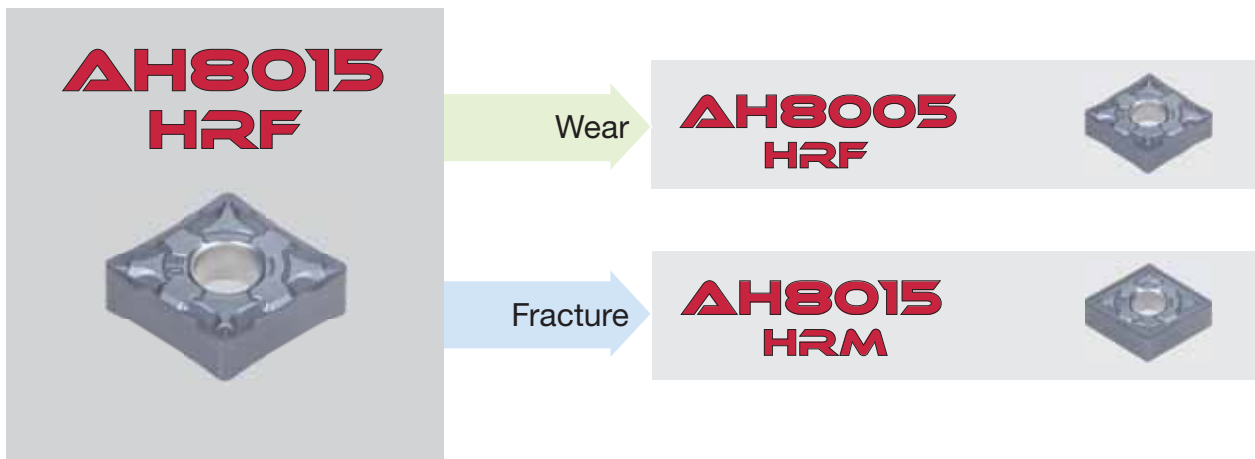 AH8015
HRF
Wear
AH8005
HRF
Fracture
AH8015
HRM